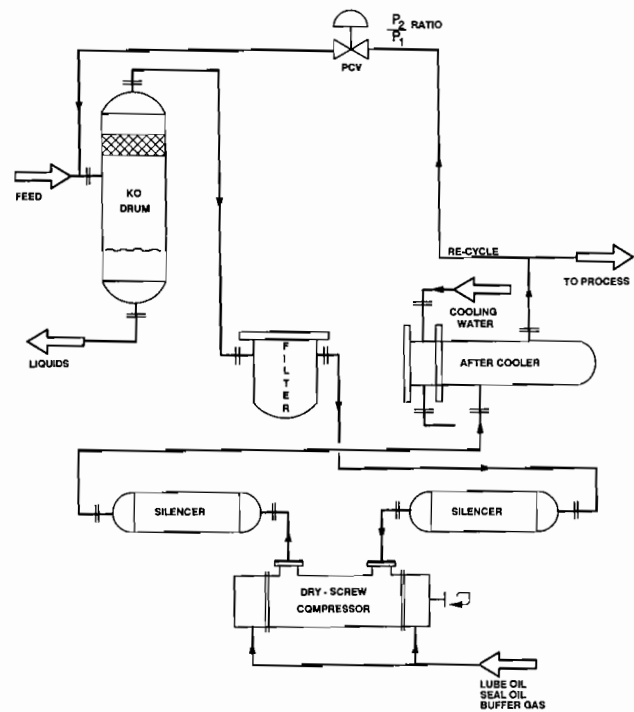 P2 RATIO
P1
PCV
FEED
KO
DRUM
RE-CYCLE
TO PROCESS
COOLING
WATER
LIQUIDS
FILTER
AFTER COOLER
SILENCER
SILENCER
DRY - SCREW
COMPRESSOR
LUBE OIL
SEAL OIL
BUFFER GAS